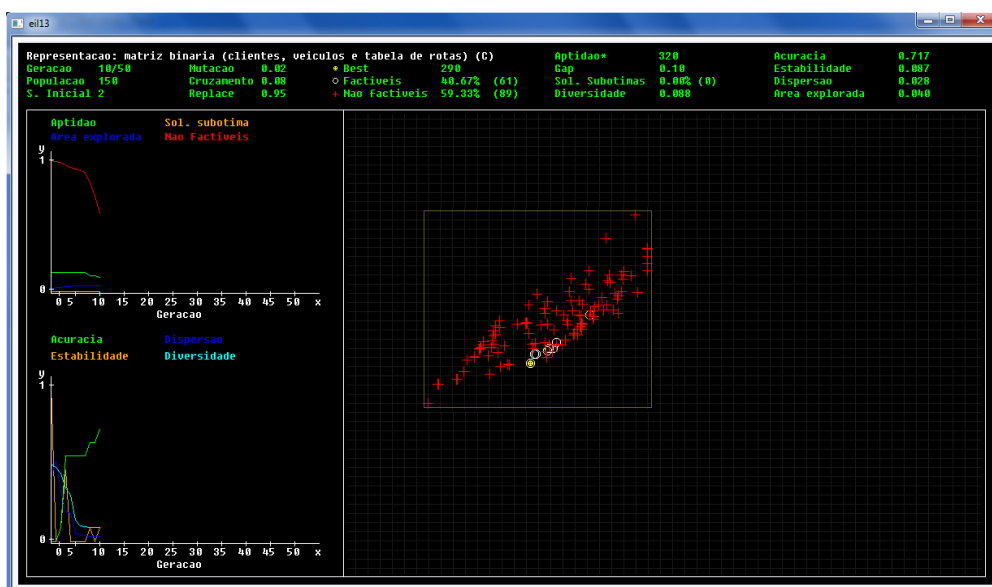 eil13
Representacao: matriz binaria (clientes, veiculos e tabela de rotas) (C) Aptidao* 320 Acuracia 0.717
Geracao 10/50 Mutacao 0.02 Best 290 Gap 0.10 Estabilidade 0.087
Populacao 150 Cruzamento 0.08 Factiveis 40.67% (61) Sol. Subotimas 0.00% (0) Dispersao 0.028
S. Inicial 2 Replace 0.95 + Nao factiveis 59.33% (89) Diversidade 0.088 Area explorada 0.040
Aptidao Sol. subotima
Area explorada Nao Factiveis
y
1
0
0 5 10 15 20 25 30 35 40 45 50 x
Geracao
Acuracia Dispersao
Estabilidade Diversidade
y
1
0
0 5 10 15 20 25 30 35 40 45 50 x
Geracao